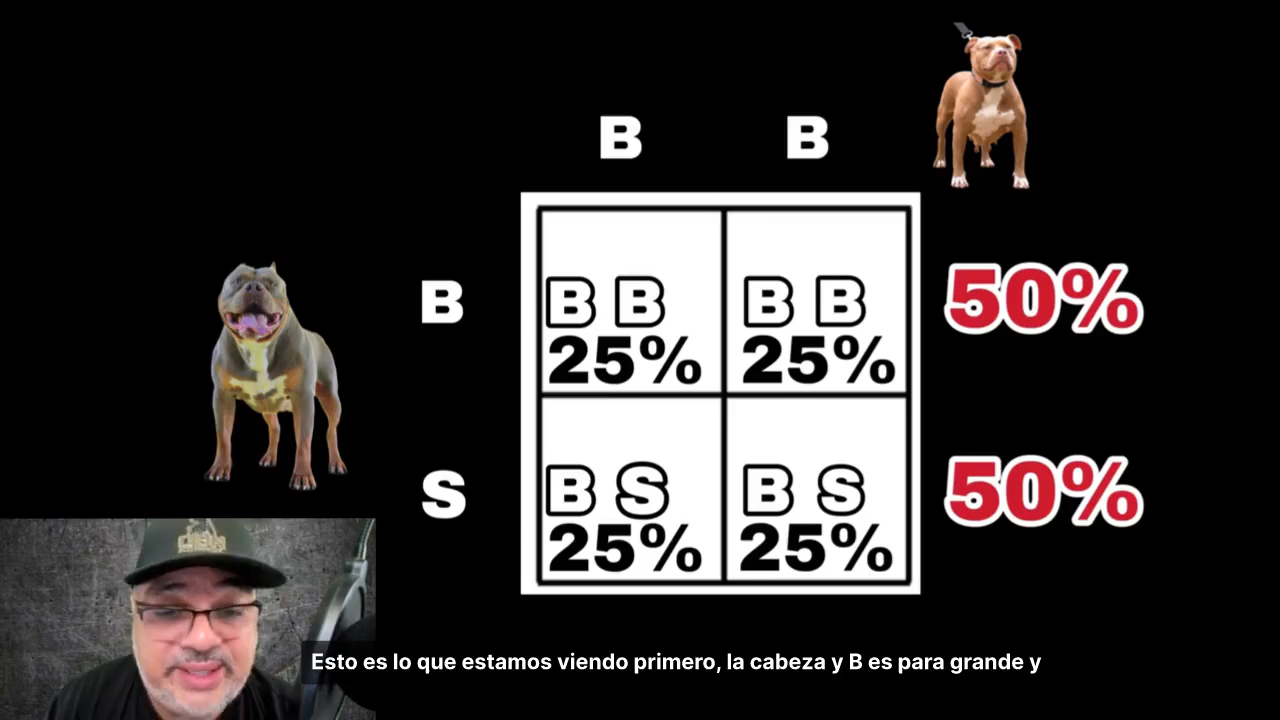 B B
B
B B B B
25% 25%
50%
S
B S B S
25% 25%
50%
Esto es lo que estamos viendo primero, la cabeza y B es para grande y